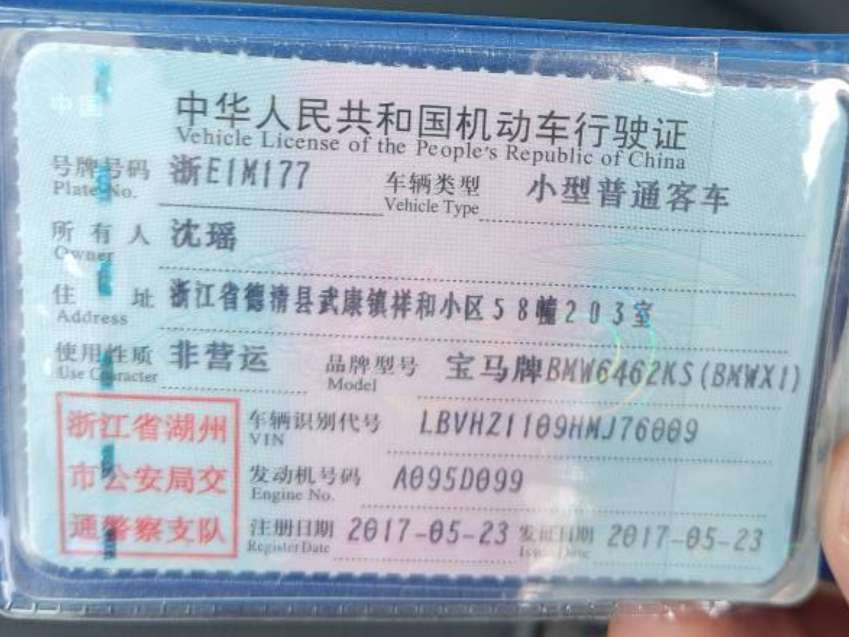 中华人民共和国机动车行驶证
Vehicle License of the People's Republic of China
号牌号码 浙E1M177 车辆类型 小型普通客车
Plate No. Vehicle Type
所有人 沈瑶
Owner
住址 浙江省德清县武康镇祥和小区58幢203室
Address
使用性质 非营运 品牌型号 宝马牌BMW6462KS(BMWX1)
Use Character Model
浙江省湖州
市公安局交
通警察支队
车辆识别代号 LBVHZ1109HMJ76009
VIN
发动机号码 A095D099
Engine No.
注册日期 2017-05-23 发证日期 2017-05-23
Register Date Issue Date